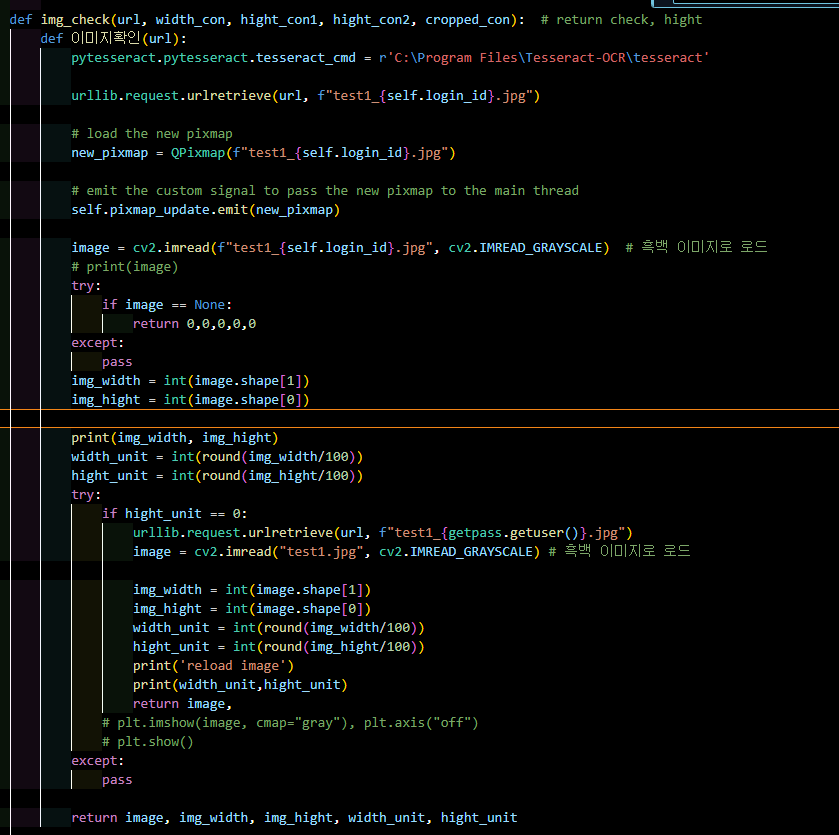 def img_check(url, width_con, hight_con1, hight_con2, cropped_con):  # return check, hight
    def 이미지확인(url):
        pytesseract.pytesseract.tesseract_cmd = r'C:\Program Files\Tesseract-OCR\tesseract'
        urllib.request.urlretrieve(url, f"test1_{self.login_id}.jpg")
        # load the new pixmap
        new_pixmap = QPixmap(f"test1_{self.login_id}.jpg")
        # emit the custom signal to pass the new pixmap to the main thread
        self.pixmap_update.emit(new_pixmap)
        image = cv2.imread(f"test1_{self.login_id}.jpg", cv2.IMREAD_GRAYSCALE)  # 흑백 이미지로 로드
        # print(image)
        try:
            if image == None:
                return 0,0,0,0,0
        except:
            pass
        img_width = int(image.shape[1])
        img_hight = int(image.shape[0])
        print(img_width, img_hight)
        width_unit = int(round(img_width/100))
        hight_unit = int(round(img_hight/100))
        try:
            if hight_unit == 0:
                urllib.request.urlretrieve(url, f"test1_{getpass.getuser()}.jpg")
                image = cv2.imread("test1.jpg", cv2.IMREAD_GRAYSCALE) # 흑백 이미지로 로드
                img_width = int(image.shape[1])
                img_hight = int(image.shape[0])
                width_unit = int(round(img_width/100))
                hight_unit = int(round(img_hight/100))
                print('reload image')
                print(width_unit,hight_unit)
                return image,
            # plt.imshow(image, cmap="gray"), plt.axis("off")
            # plt.show()
        except:
            pass
        return image, img_width, img_hight, width_unit, hight_unit